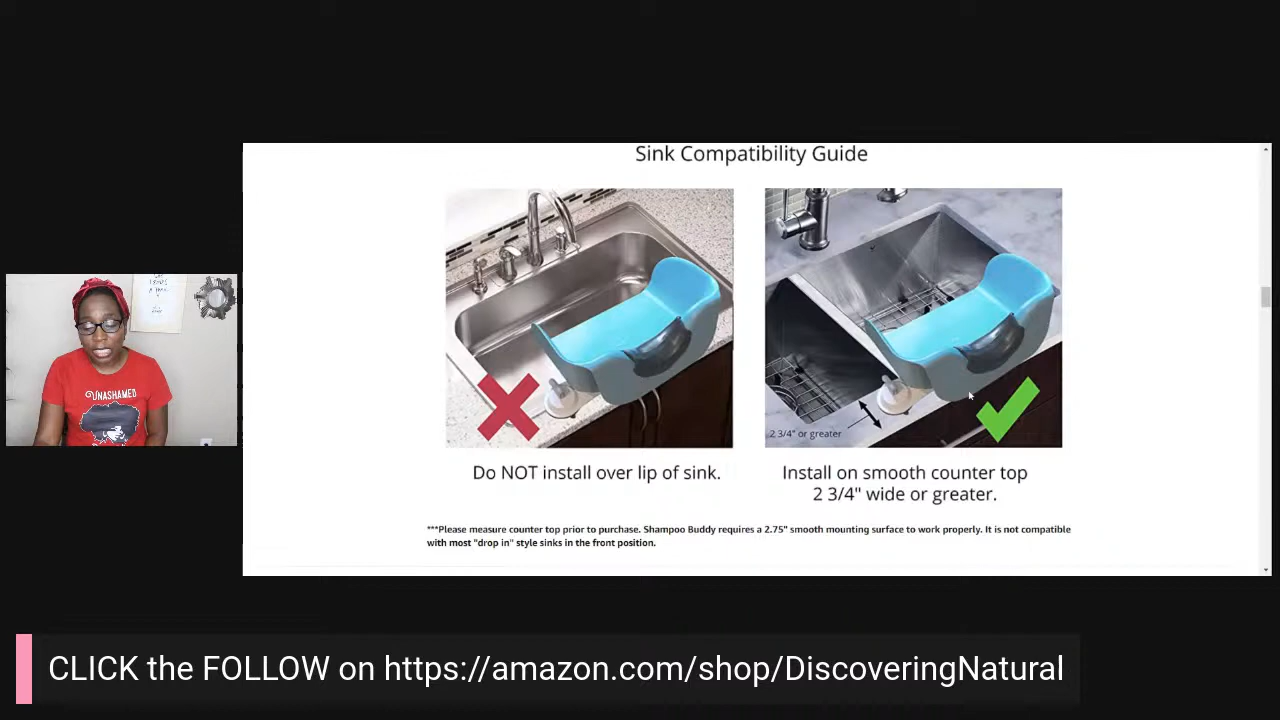 Sink Compatibility Guide
2 3/4" or greater
Do NOT install over lip of sink.
Install on smooth counter top
2 3/4" wide or greater.
***Please measure counter top prior to purchase. Shampoo Buddy requires a 2.75" smooth mounting surface to work properly. It is not compatible
with most "drop in" style sinks in the front position.
UNASHAMED
CLICK the FOLLOW on https://amazon.com/shop/DiscoveringNatural